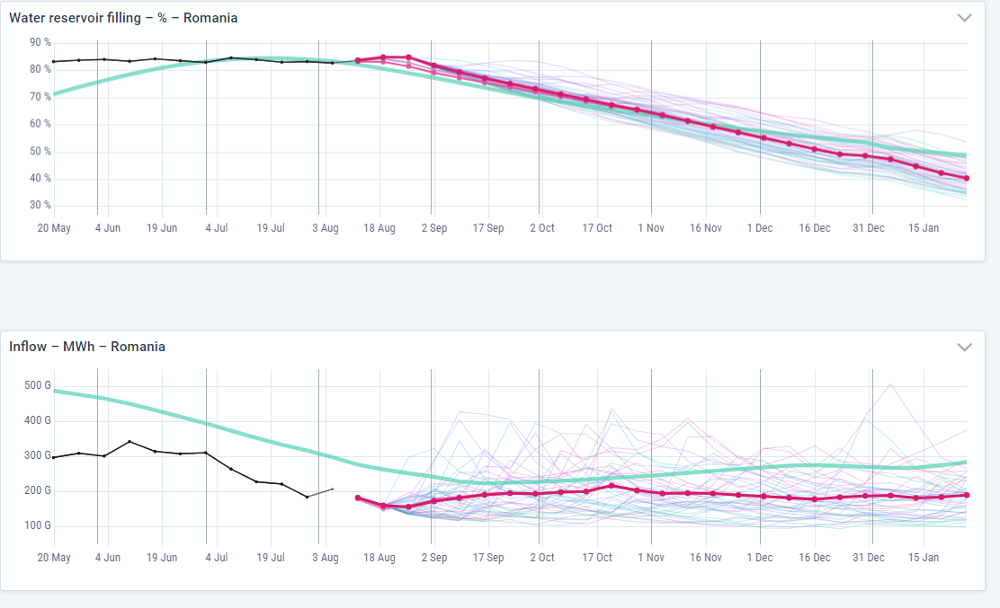 Water reservoir filling – % – Romania
90 %
80 %
70 %
60 %
50 %
40 %
30 %
20 May 4 Jun 19 Jun 4 Jul 19 Jul 3 Aug 18 Aug 2 Sep 17 Sep 2 Oct 17 Oct 1 Nov 16 Nov 1 Dec 16 Dec 31 Dec 15 Jan
Inflow – MWh – Romania
500 G
400 G
300 G
200 G
100 G
20 May 4 Jun 19 Jun 4 Jul 19 Jul 3 Aug 18 Aug 2 Sep 17 Sep 2 Oct 17 Oct 1 Nov 16 Nov 1 Dec 16 Dec 31 Dec 15 Jan